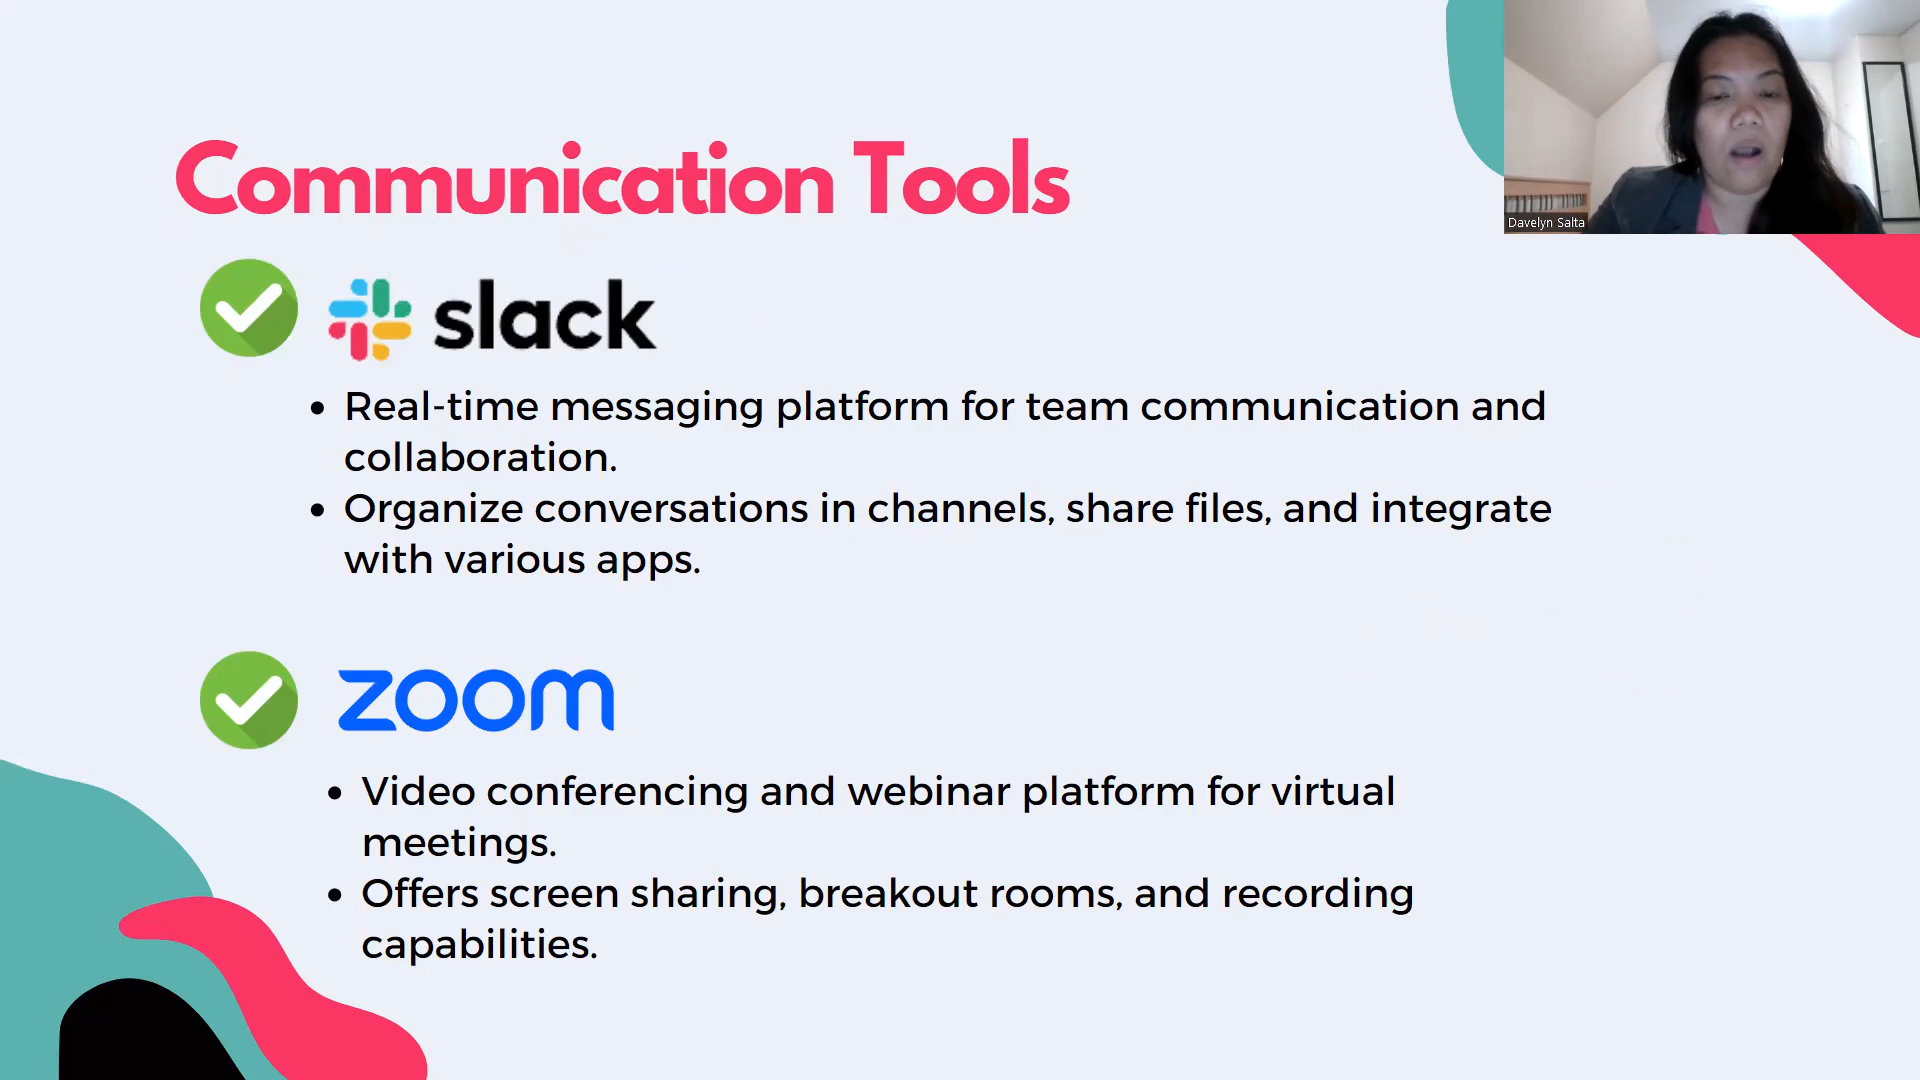 Davelyn Salta
Communication Tools
slack
• Real-time messaging platform for team communication and
collaboration.
• Organize conversations in channels, share files, and integrate
with various apps.
zoom
• Video conferencing and webinar platform for virtual
meetings.
• Offers screen sharing, breakout rooms, and recording
capabilities.